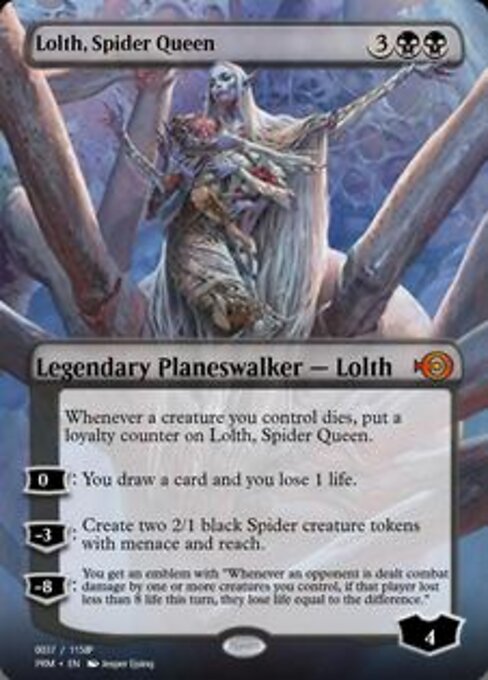 Lolth, Spider Queen 3
Legendary Planeswalker — Lolth
Whenever a creature you control dies, put a
loyalty counter on Lolth, Spider Queen.
0 : You draw a card and you lose 1 life.
-3 : Create two 2/1 black Spider creature tokens
with menace and reach.
-8 : You get an emblem with "Whenever an opponent is dealt combat
damage by one or more creatures you control, if that player lost
less than 8 life this turn, they lose life equal to the difference."
4
PRM • EN Jesper Ejsing